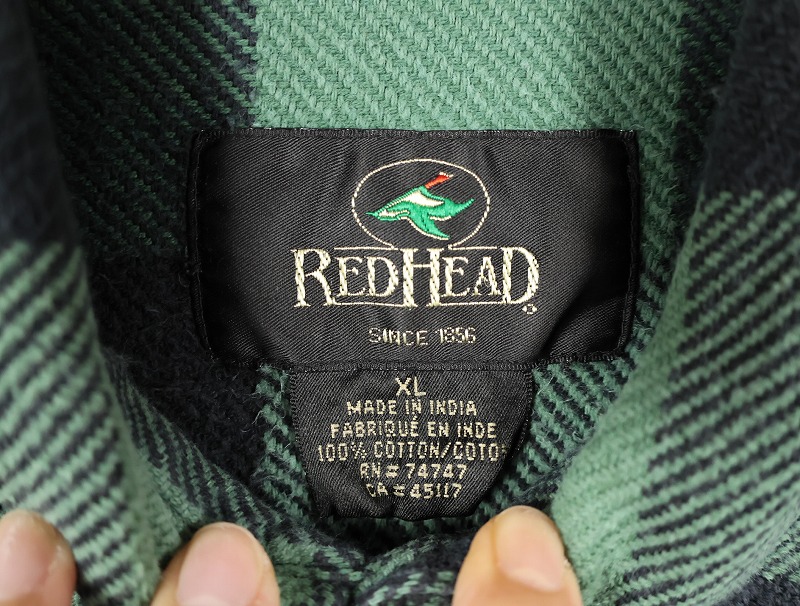 REDHEAD®
SINCE 1856
XL
MADE IN INDIA
FABRIQUÉ EN INDE
100% COTTON/COTO
RN = 74747
CA = 45117